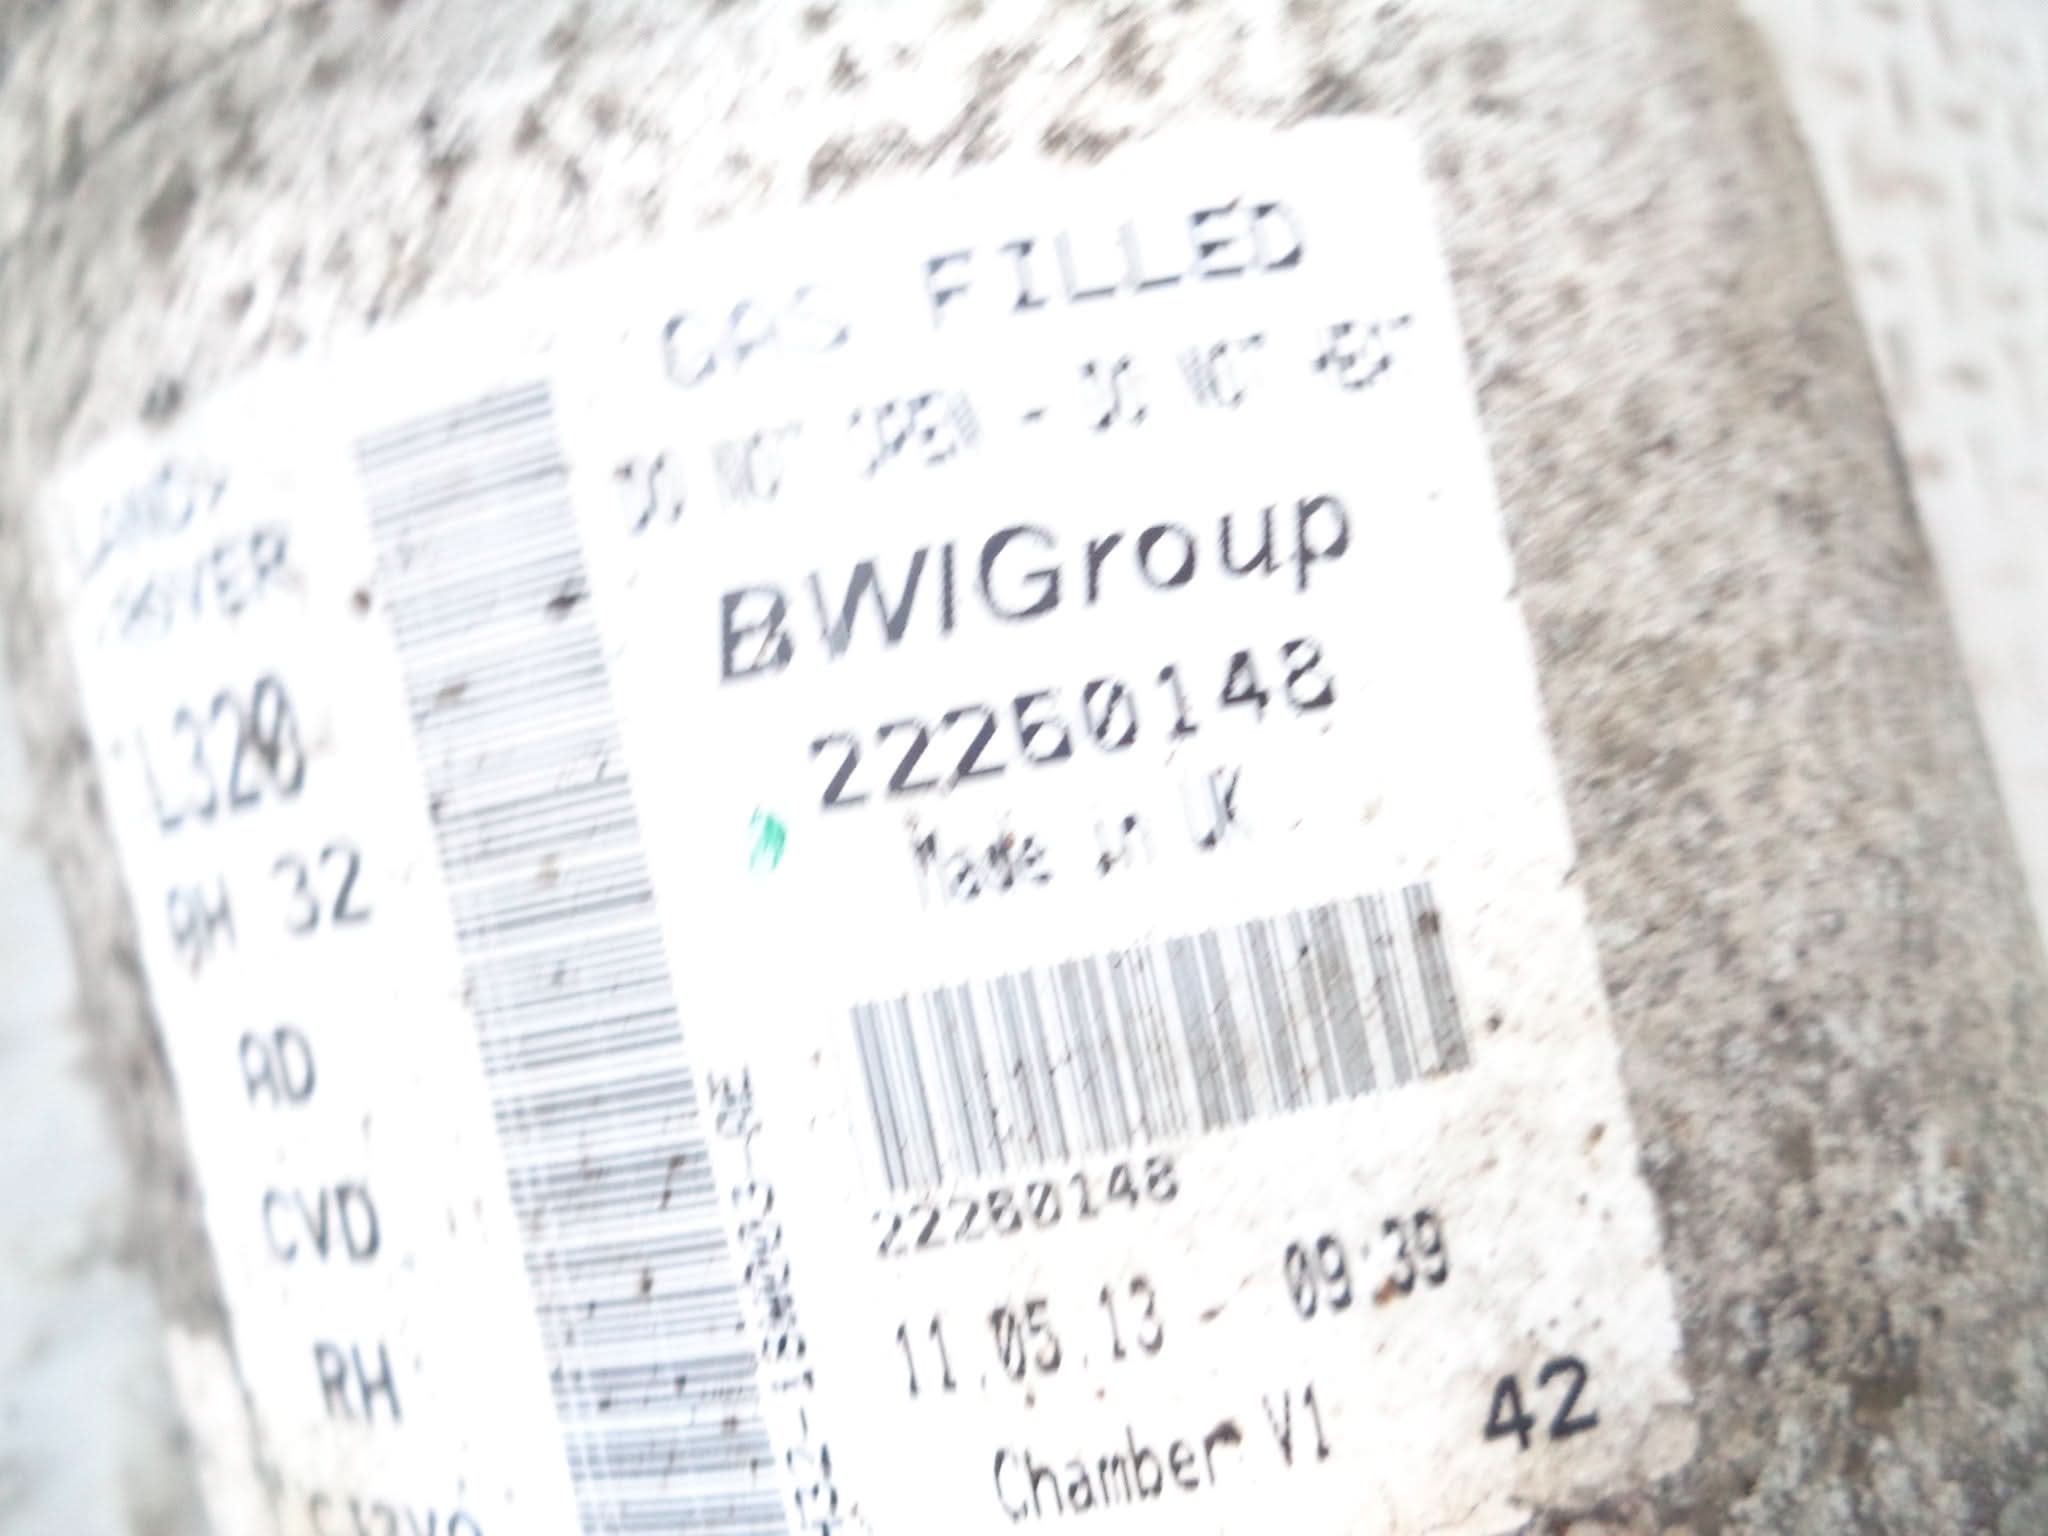 LAND
ROVER
L320
AH 32
AD
CVD
RH
GAS FILLED
DO NOT OPEN - DO NOT HEAT
BWIGroup
22260148
Made in UK
22260148
11.05.13 - 09:39
Chamber V1
42